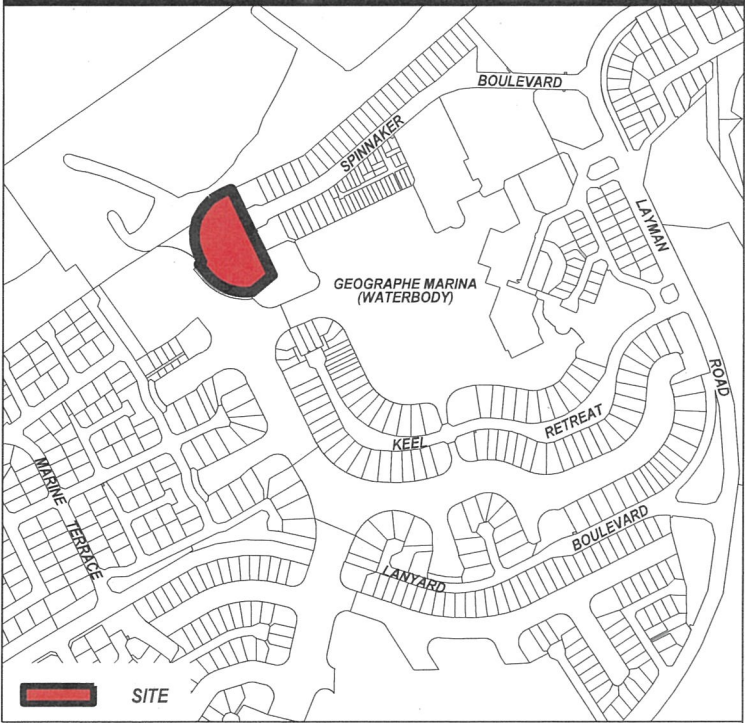 BOULEVARD
SPINNAKER
LAYMAN
GEOGRAPHE MARINA
(WATERBODY)
ROAD
RETREAT
KEEL
MARINE
TERRACE
BOULEVARD
LANYARD
SITE